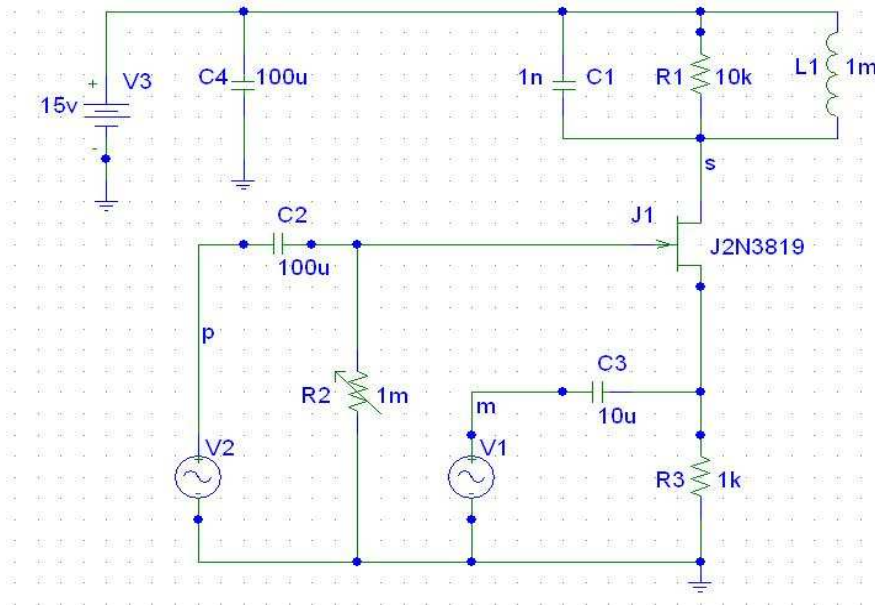 +
V3
15v
-
C4
100u
1n
C1
R1
10k
L1
1m
s
C2
100u
J1
J2N3819
p
R2
1m
m
C3
10u
V2
+
-
V1
+
-
R3
1k